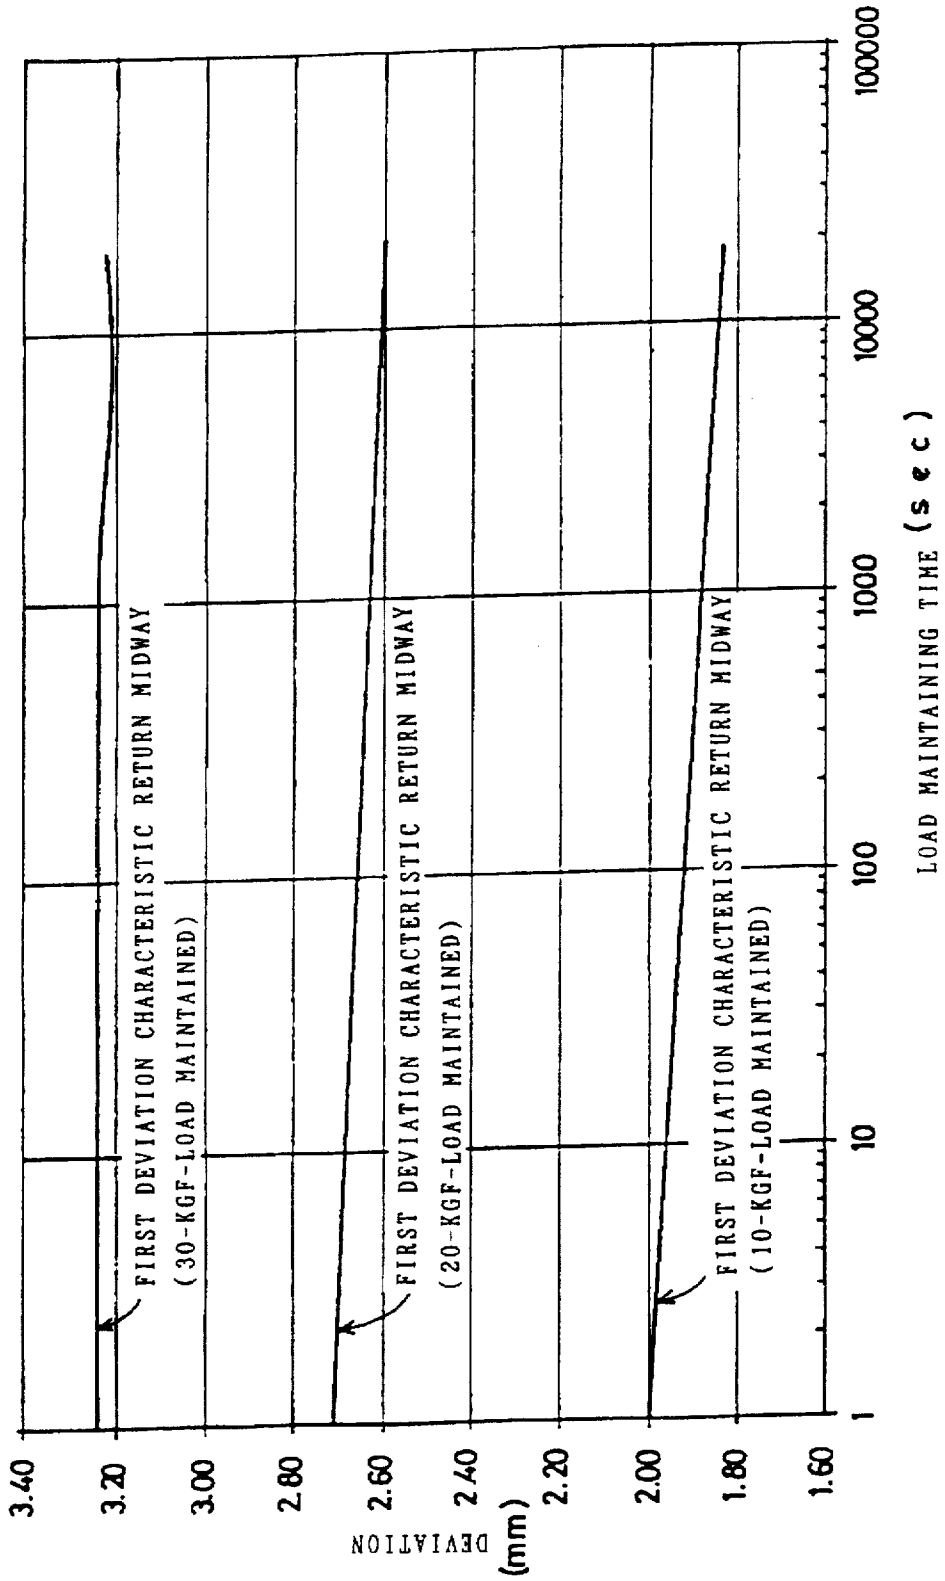 3.40
3.20
3.00
2.80
2.60
2.40
2.20
2.00
1.80
1.60
DEVIATION
(mm)
FIRST DEVIATION CHARACTERISTIC RETURN MIDWAY
(30-KGF-LOAD MAINTAINED)
FIRST DEVIATION CHARACTERISTIC RETURN MIDWAY
(20-KGF-LOAD MAINTAINED)
FIRST DEVIATION CHARACTERISTIC RETURN MIDWAY
(10-KGF-LOAD MAINTAINED)
1
10
100
1000
10000
100000
LOAD MAINTAINING TIME (sec)